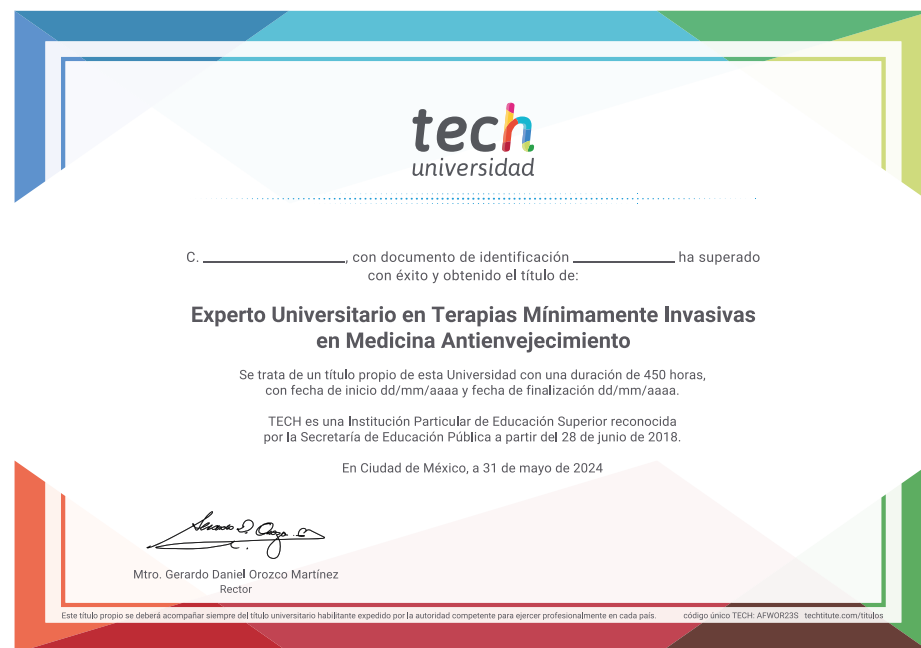 tech
universidad
C. ____________________, con documento de identificación ______________ ha superado
con éxito y obtenido el título de:
Experto Universitario en Terapias Mínimamente Invasivas
en Medicina Antienvejecimiento
Se trata de un título propio de esta Universidad con una duración de 450 horas,
con fecha de inicio dd/mm/aaaa y fecha de finalización dd/mm/aaaa.
TECH es una Institución Particular de Educación Superior reconocida
por la Secretaría de Educación Pública a partir del 28 de junio de 2018.
En Ciudad de México, a 31 de mayo de 2024
Mtro. Gerardo Daniel Orozco Martínez
Rector
Este título propio se deberá acompañar siempre del título universitario habilitante expedido por la autoridad competente para ejercer profesionalmente en cada país. código único TECH: AFWOR23S techtitute.com/titulos